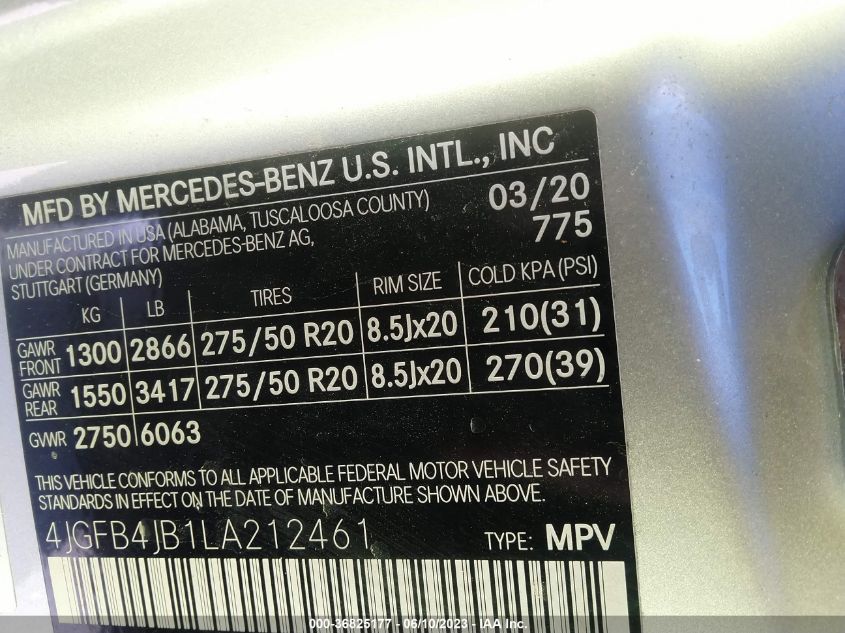 MFD BY MERCEDES-BENZ U.S. INTL., INC
MANUFACTURED IN USA (ALABAMA, TUSCALOOSA COUNTY) 03/20
UNDER CONTRACT FOR MERCEDES-BENZ AG, 775
STUTTGART (GERMANY)
KG LB TIRES RIM SIZE COLD KPA (PSI)
GAWR FRONT 1300 2866 275/50 R20 8.5Jx20 210(31)
GAWR REAR 1550 3417 275/50 R20 8.5Jx20 270(39)
GVWR 2750 6063
THIS VEHICLE CONFORMS TO ALL APPLICABLE FEDERAL MOTOR VEHICLE SAFETY
STANDARDS IN EFFECT ON THE DATE OF MANUFACTURE SHOWN ABOVE.
4JGFB4JB1LA212461 TYPE: MPV
000-36825177 - 06/10/2023 - IAA Inc.